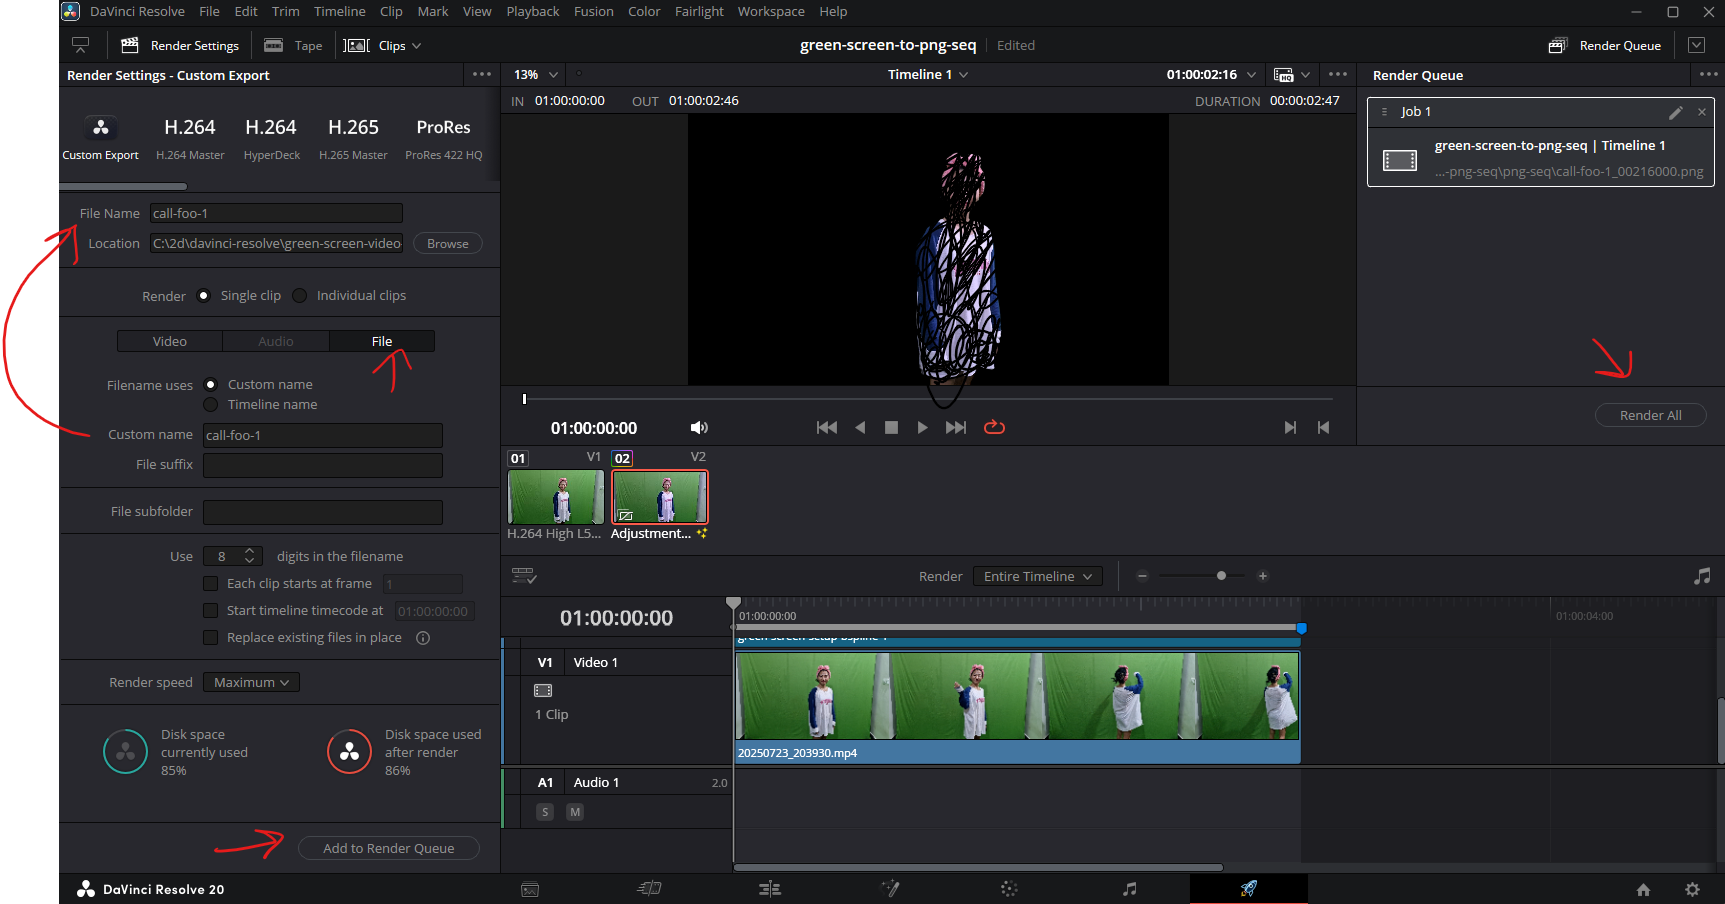 DaVinci Resolve File Edit Trim Timeline Clip Mark View Playback Fusion Color Fairlight Workspace Help
Render Settings Tape Clips green-screen-to-png-seq Edited Render Queue
Render Settings - Custom Export
13% Timeline 1 01:00:02:16 HQ
Render Queue
IN 01:00:00:00 OUT 01:00:02:46 DURATION 00:00:02:47
H.264 H.264 H.265 ProRes
Custom Export H.264 Master HyperDeck H.265 Master ProRes 422 HQ
Job 1
green-screen-to-png-seq | Timeline 1
...-png-seq\png-seq\call-foo-1_00216000.png
File Name call-foo-1
Location C:\2d\davinci-resolve\green-screen-video Browse
Render Single clip Individual clips
Video Audio File
Filename uses Custom name
Timeline name
Custom name call-foo-1
File suffix
File subfolder
Use 8 digits in the filename
Each clip starts at frame 1
Start timeline timecode at 01:00:00:00
Replace existing files in place
Render speed Maximum
Disk space currently used 85%
Disk space used after render 86%
Add to Render Queue
01:00:00:00
Render All
01 V1 02 V2
H.264 High L5... Adjustment...
Render Entire Timeline
01:00:00:00 01:00:00:00 01:00:04:00
green-screen-setup-bspline-1
V1 Video 1
1 Clip
20250723_203930.mp4
A1 Audio 1 2.0
S M
DaVinci Resolve 20